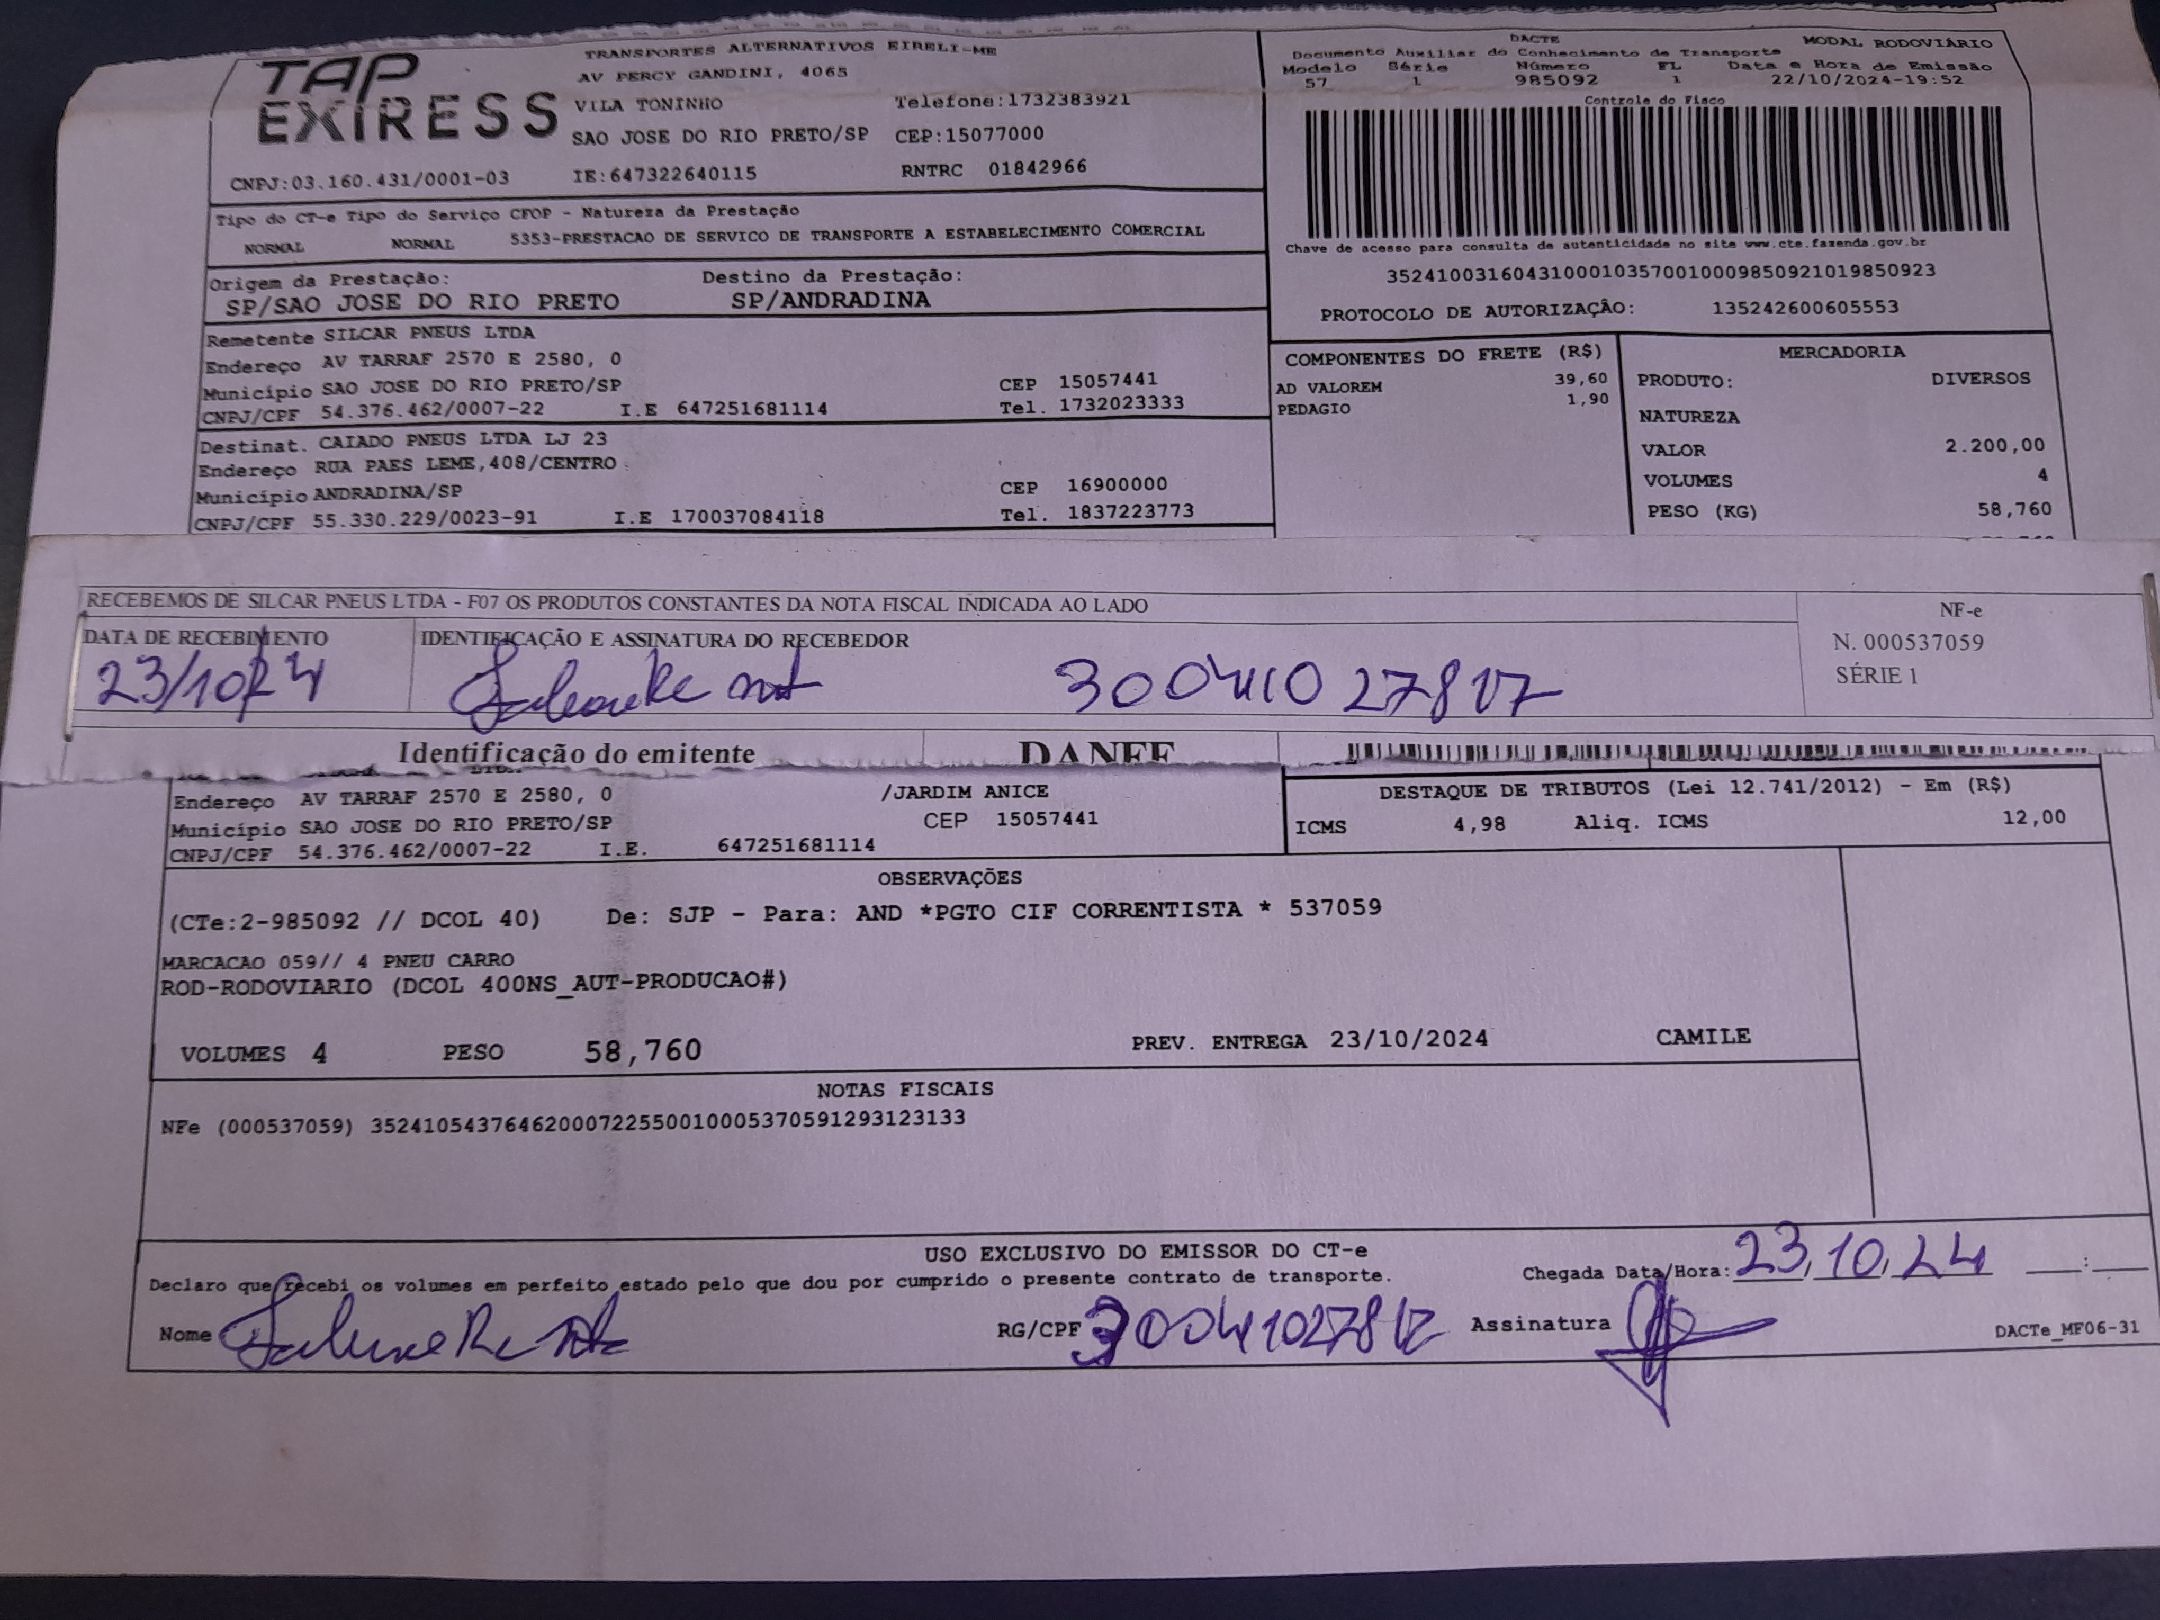 TAP
EXIRESS
TRANSPORTES ALTERNATIVOS EIRELI-ME
AV PERCY GANDINI, 4065
VILA TONINHO Telefone:1732383921
SAO JOSE DO RIO PRETO/SP CEP:15077000
CNPJ:03.160.431/0001-03 IE:647322640115 RNTRC 01842966
DACTE MODAL RODOVIÁRIO
Documento Auxiliar do Conhecimento de Transporte
Modelo Série Número FL Data e Hora de Emissão
57 1 985092 1 22/10/2024-19:52
Controle do Fisco
Chave de acesso para consulta de autenticidade no site www.cte.fazenda.gov.br
35241003160431000103570010009850921019850923
PROTOCOLO DE AUTORIZAÇÂO: 135242600605553
Tipo do CT-e Tipo do Serviço CFOP - Natureza da Prestação
NORMAL NORMAL 5353-PRESTACAO DE SERVICO DE TRANSPORTE A ESTABELECIMENTO COMERCIAL
Origem da Prestação: Destino da Prestação:
SP/SAO JOSE DO RIO PRETO SP/ANDRADINA
Remetente SILCAR PNEUS LTDA
Endereço AV TARRAF 2570 E 2580, 0
Município SAO JOSE DO RIO PRETO/SP CEP 15057441
CNPJ/CPF 54.376.462/0007-22 I.E 647251681114 Tel. 1732023333
Destinat. CAIADO PNEUS LTDA LJ 23
Endereço RUA PAES LEME,408/CENTRO
Município ANDRADINA/SP CEP 16900000
CNPJ/CPF 55.330.229/0023-91 I.E 170037084118 Tel. 1837223773
COMPONENTES DO FRETE (R$)
AD VALOREM 39,60
PEDAGIO 1,90
MERCADORIA
PRODUTO: DIVERSOS
NATUREZA
VALOR 2.200,00
VOLUMES 4
PESO (KG) 58,760
RECEBEMOS DE SILCAR PNEUS LTDA - F07 OS PRODUTOS CONSTANTES DA NOTA FISCAL INDICADA AO LADO
DATA DE RECEBIMENTO IDENTIFICAÇÃO E ASSINATURA DO RECEBEDOR
23/10/24
NF-e
N. 000537059
SÉRIE 1
Identificação do emitente DANFE
Endereço AV TARRAF 2570 E 2580, 0 /JARDIM ANICE
Município SAO JOSE DO RIO PRETO/SP CEP 15057441
CNPJ/CPF 54.376.462/0007-22 I.E. 647251681114
DESTAQUE DE TRIBUTOS (Lei 12.741/2012) - Em (R$)
ICMS 4,98 Aliq. ICMS 12,00
OBSERVAÇÕES
(CTe:2-985092 // DCOL 40) De: SJP - Para: AND *PGTO CIF CORRENTISTA * 537059
MARCACAO 059// 4 PNEU CARRO
ROD-RODOVIARIO (DCOL 400NS_AUT-PRODUCAO#)
VOLUMES 4 PESO 58,760 PREV. ENTREGA 23/10/2024 CAMILE
NOTAS FISCAIS
NFe (000537059) 35241054376462000722550010005370591293123133
USO EXCLUSIVO DO EMISSOR DO CT-e
Declaro que recebi os volumes em perfeito estado pelo que dou por cumprido o presente contrato de transporte. Chegada Data/Hora: 23/10/24 ___:___
Nome RG/CPF Assinatura DACTe_MF06-31